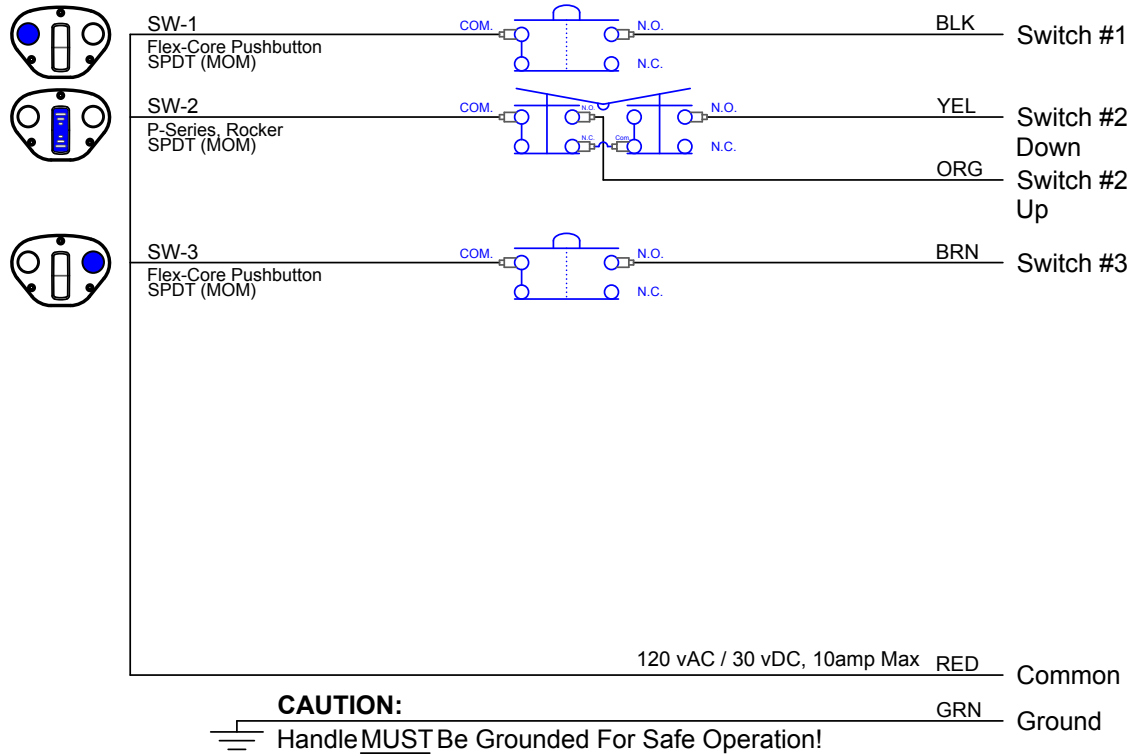 SW-1 COM. N.O. BLK Switch #1
Flex-Core Pushbutton
SPDT (MOM) N.C.
SW-2 COM. N.O. N.O. YEL Switch #2
Down
P-Series, Rocker
SPDT (MOM) N.C. Com. N.C.
ORG Switch #2
Up
SW-3 COM. N.O. BRN Switch #3
Flex-Core Pushbutton
SPDT (MOM) N.C.
120 vAC / 30 vDC, 10amp Max RED Common
CAUTION: GRN Ground
Handle MUST Be Grounded For Safe Operation!